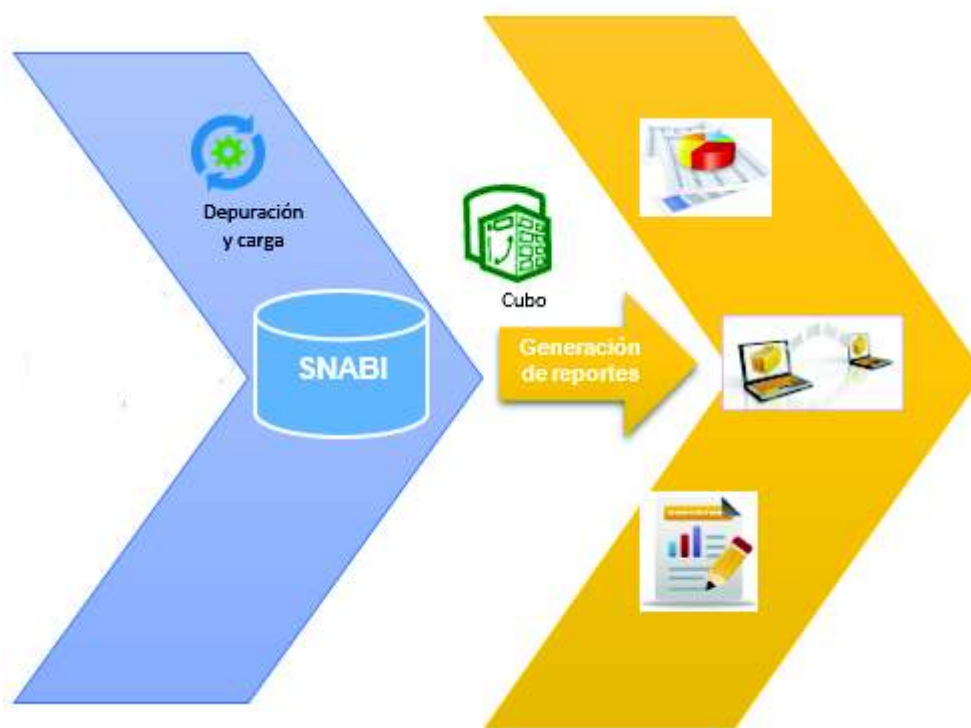 Depuración
y carga
SNABI
Cubo
Generación
de reportes